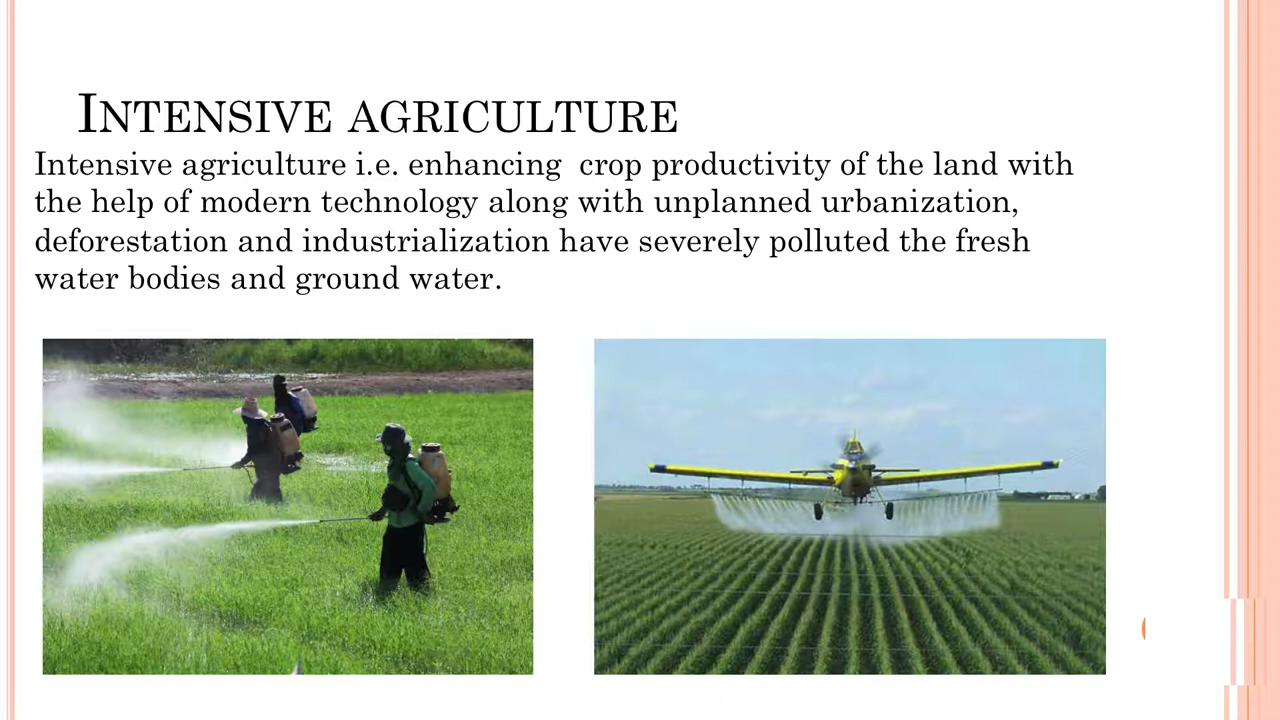 INTENSIVE AGRICULTURE
Intensive agriculture i.e. enhancing  crop productivity of the land with
the help of modern technology along with unplanned urbanization,
deforestation and industrialization have severely polluted the fresh
water bodies and ground water.